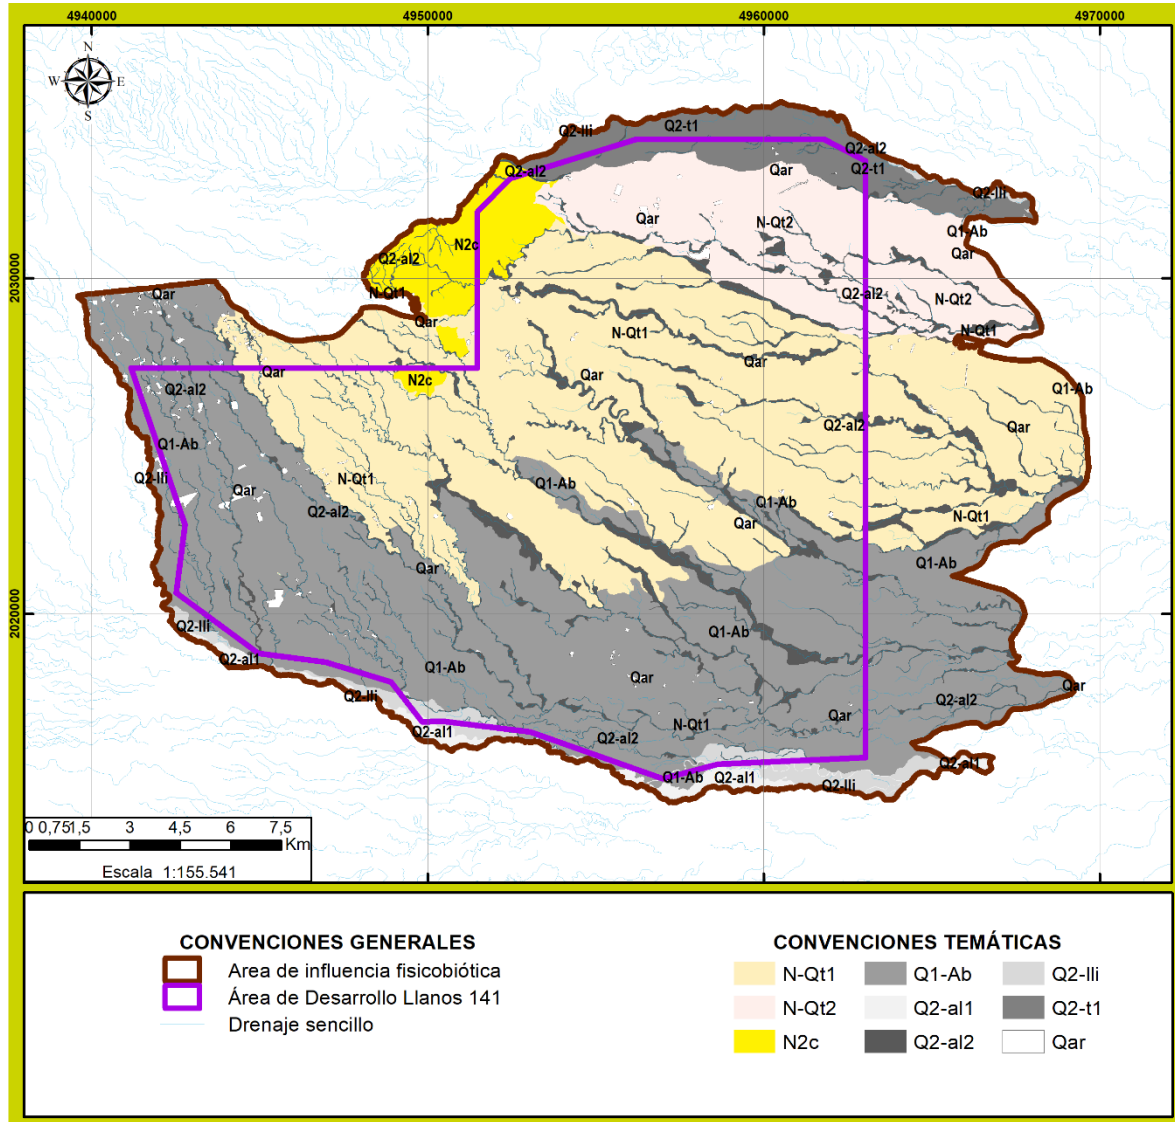 4940000 4950000 4960000 4970000
N
W E
S
Q2-lli Q2-t1
Q2-al2
Q2-al2 Qar Q2-t1
Q2-lli
Qar N-Qt2 Q1-Ab
N2c Qar
Q2-al2
2030000
N-Qt1 Qar Q2-al2 N-Qt2
Qar N-Qt1 N-Qt1
Qar Qar
N2c Qar Q1-Ab
Q2-al2
Q2-al2 Qar
Q1-Ab
Q2-lli N-Qt1 Q1-Ab
Qar Q1-Ab
Q2-al2 Qar N-Qt1
Qar Q1-Ab
2020000
Q2-lli Q1-Ab
Q2-al1 Q1-Ab Qar
Q2-lli Qar Q2-al2
N-Qt1 Qar
Q2-al1 Q2-al2
Q2-al1
Q1-Ab Q2-al1 Q2-lli
0 0,75 1,5 3 4,5 6 7,5
Km
Escala 1:155.541
CONVENCIONES GENERALES
Area de influencia fisicobiótica
Área de Desarrollo Llanos 141
Drenaje sencillo
CONVENCIONES TEMÁTICAS
N-Qt1 Q1-Ab Q2-lli
N-Qt2 Q2-al1 Q2-t1
N2c Q2-al2 Qar